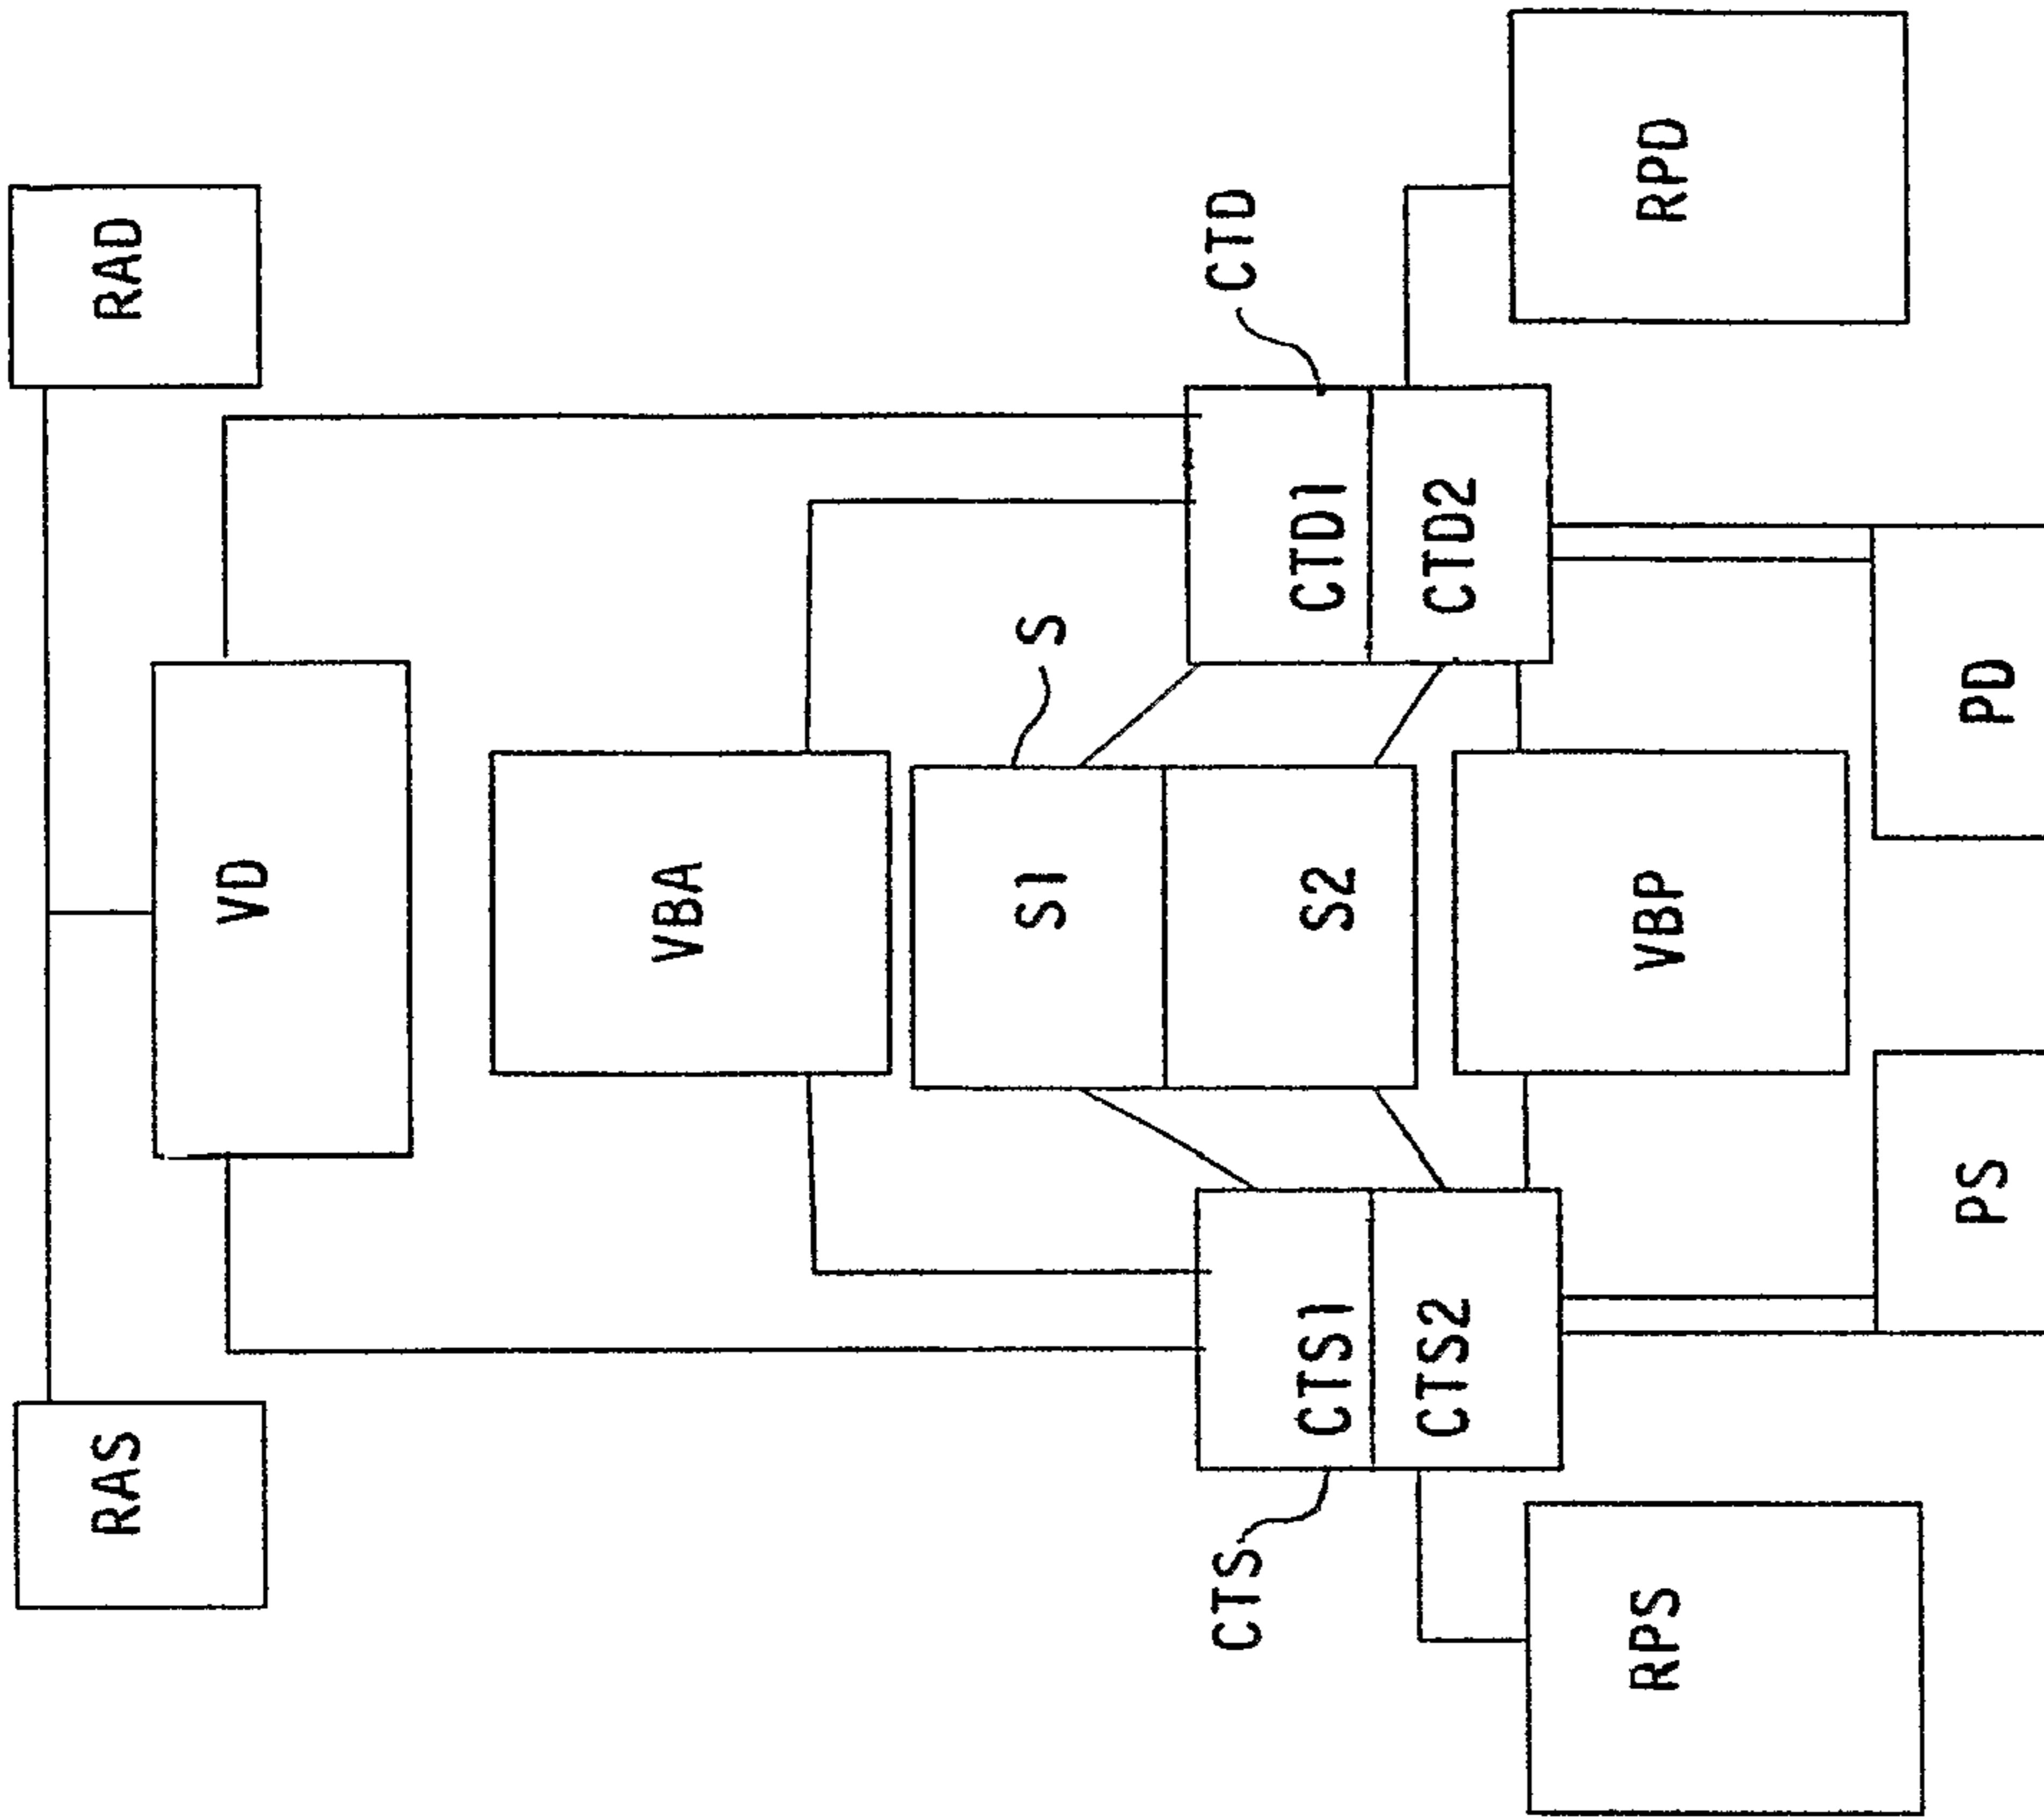 RAS
RAD
VD
VBA
CTD
S
S1
S2
CTD1
CTD2
CTS1
CTS2
CTS
VBP
RPD
RPS
PS
PD